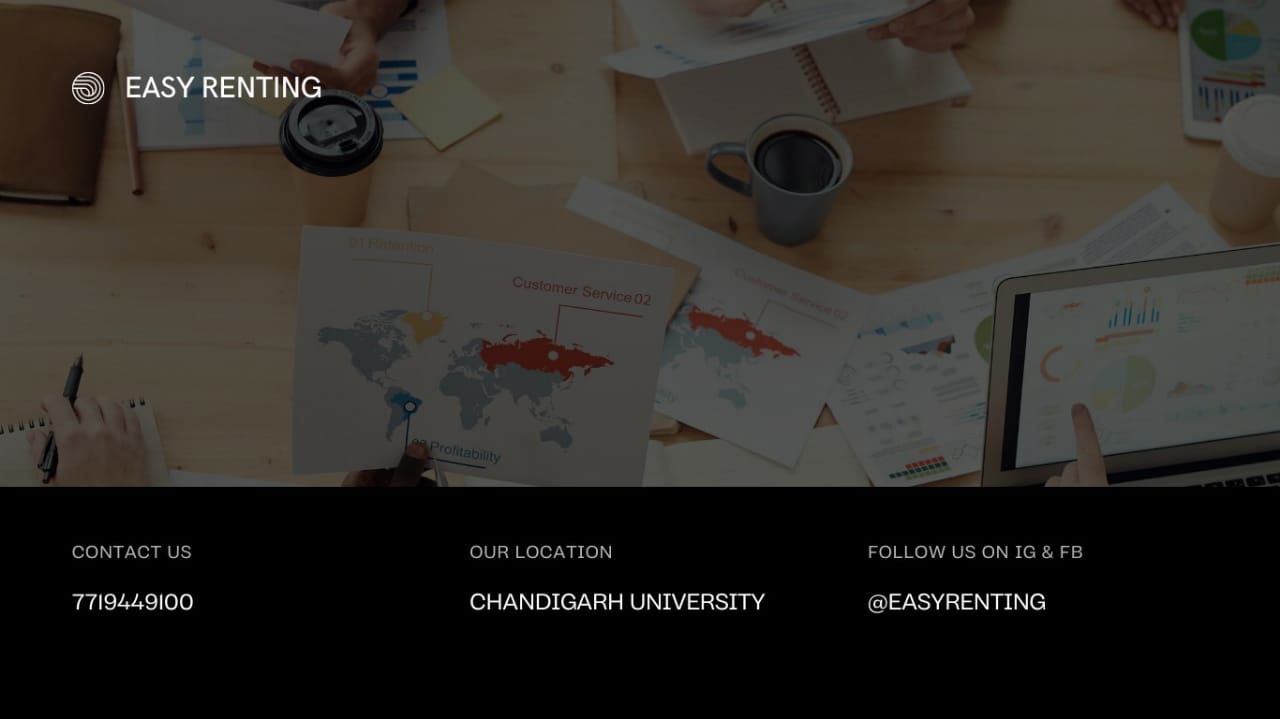 EASY RENTING
01 Retention
Customer Service 02
Customer Service 02
Profitability
CONTACT US
OUR LOCATION
FOLLOW US ON IG & FB
7719449100
CHANDIGARH UNIVERSITY
@EASYRENTING